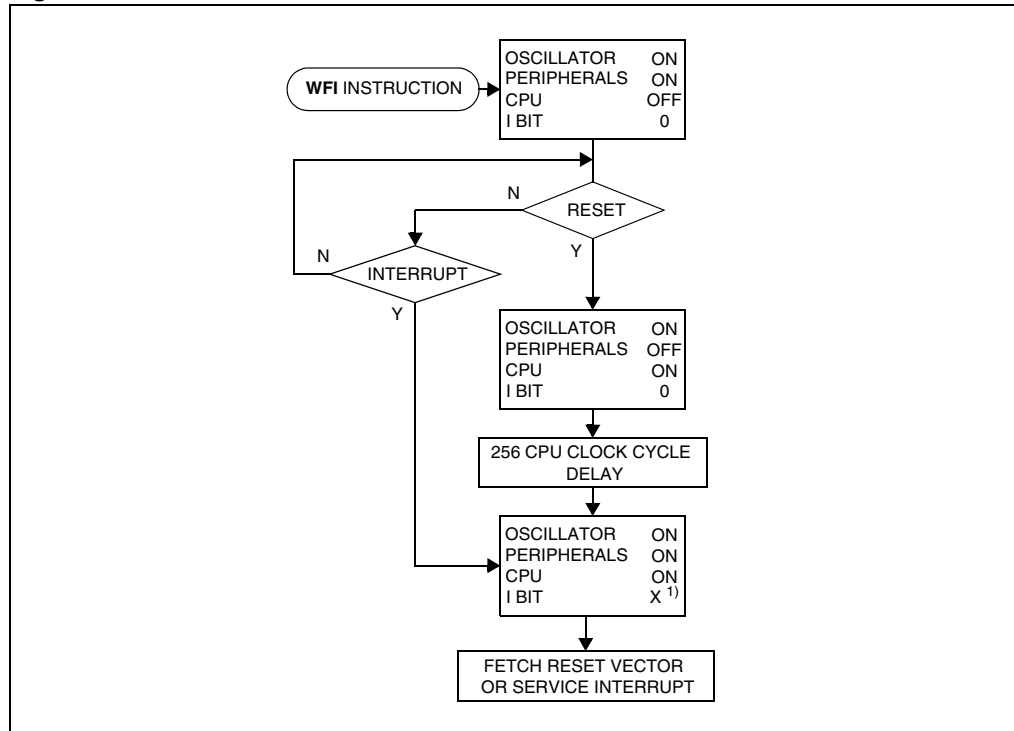 WFI INSTRUCTION
OSCILLATOR ON
PERIPHERALS ON
CPU OFF
I BIT 0
N
RESET
Y
N
INTERRUPT
Y
OSCILLATOR ON
PERIPHERALS OFF
CPU ON
I BIT 0
256 CPU CLOCK CYCLE
DELAY
OSCILLATOR ON
PERIPHERALS ON
CPU ON
I BIT X 1)
FETCH RESET VECTOR
OR SERVICE INTERRUPT